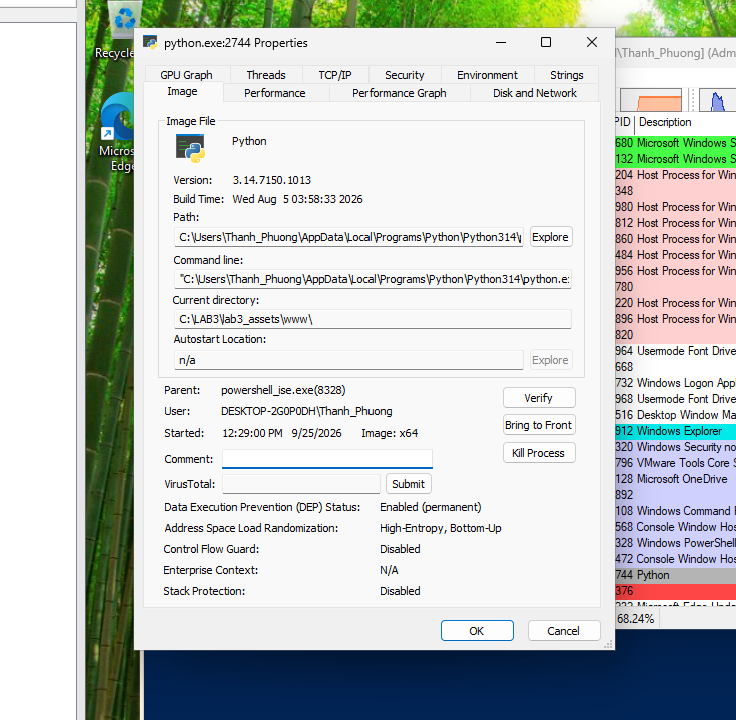 Recycle
Micros
Edge
python.exe:2744 Properties
GPU Graph Threads TCP/IP Security Environment Strings
Image Performance Performance Graph Disk and Network
Image File
Python
Version: 3.14.7150.1013
Build Time: Wed Aug 5 03:58:33 2026
Path:
C:\Users\Thanh_Phuong\AppData\Local\Programs\Python\Python314\ Explore
Command line:
"C:\Users\Thanh_Phuong\AppData\Local\Programs\Python\Python314\python.e
Current directory:
C:\LAB3\lab3_assets\www\
Autostart Location:
n/a Explore
Parent: powershell_ise.exe(8328)
User: DESKTOP-2G0P0DH\Thanh_Phuong
Started: 12:29:00 PM 9/25/2026 Image: x64
Comment:
VirusTotal: Submit
Verify
Bring to Front
Kill Process
Data Execution Prevention (DEP) Status: Enabled (permanent)
Address Space Load Randomization: High-Entropy, Bottom-Up
Control Flow Guard: Disabled
Enterprise Context: N/A
Stack Protection: Disabled
OK Cancel
\Thanh_Phuong] (Adm
PID Description
680 Microsoft Windows S
132 Microsoft Windows S
204 Host Process for Win
348
980 Host Process for Win
812 Host Process for Win
860 Host Process for Win
484 Host Process for Win
956 Host Process for Win
780
220 Host Process for Win
896 Host Process for Win
820
964 Usermode Font Drive
668
732 Windows Logon Appl
968 Usermode Font Drive
516 Desktop Window Ma
912 Windows Explorer
320 Windows Security no
796 VMware Tools Core S
128 Microsoft OneDrive
892
108 Windows Command P
568 Console Window Hos
328 Windows PowerShell
472 Console Window Hos
744 Python
376
68.24%